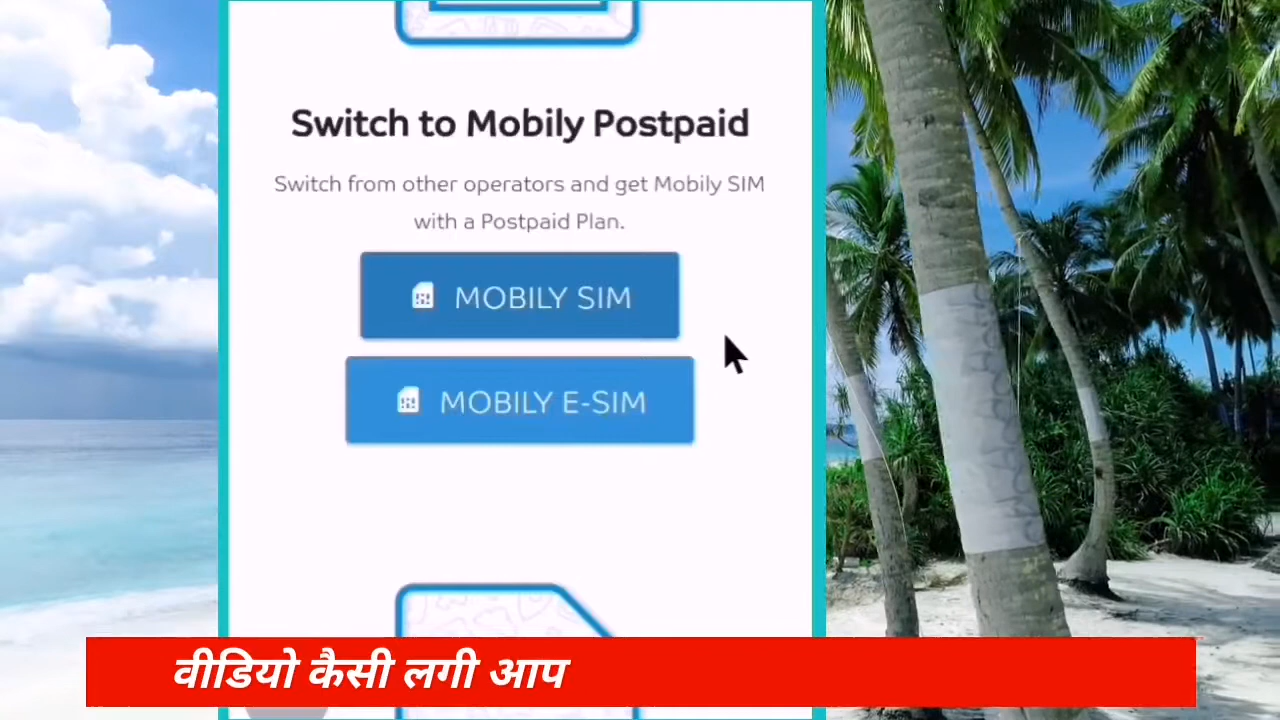 Switch to Mobily Postpaid
Switch from other operators and get Mobily SIM
with a Postpaid Plan.
MOBILY SIM
MOBILY E-SIM
वीडियो कैसी लगी आप